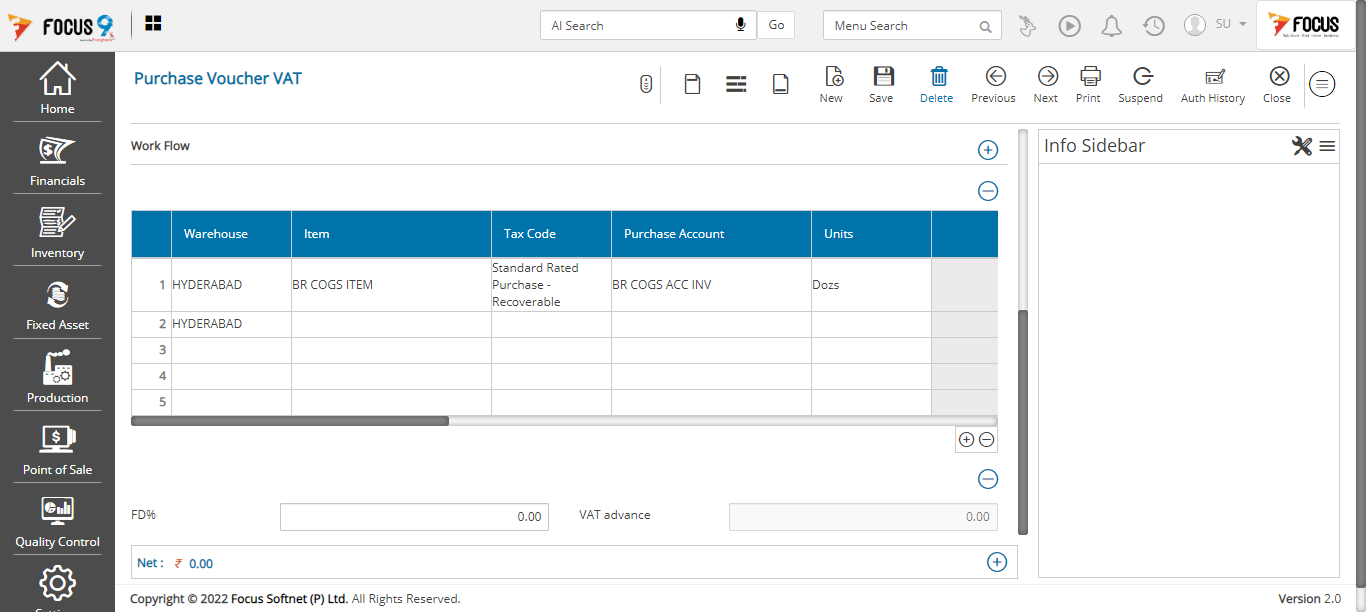 FOCUS 9
AI Search
Go
Menu Search
SU
FOCUS
Home
Financials
Inventory
Fixed Asset
Production
Point of Sale
Quality Control
Purchase Voucher VAT
New
Save
Delete
Previous
Next
Print
Suspend
Auth History
Close
Work Flow
Info Sidebar
Warehouse Item Tax Code Purchase Account Units
1 HYDERABAD BR COGS ITEM Standard Rated Purchase - Recoverable BR COGS ACC INV Dozs
2 HYDERABAD
3
4
5
FD% 0.00 VAT advance 0.00
Net : ₹ 0.00
Copyright © 2022 Focus Softnet (P) Ltd. All Rights Reserved.
Version 2.0